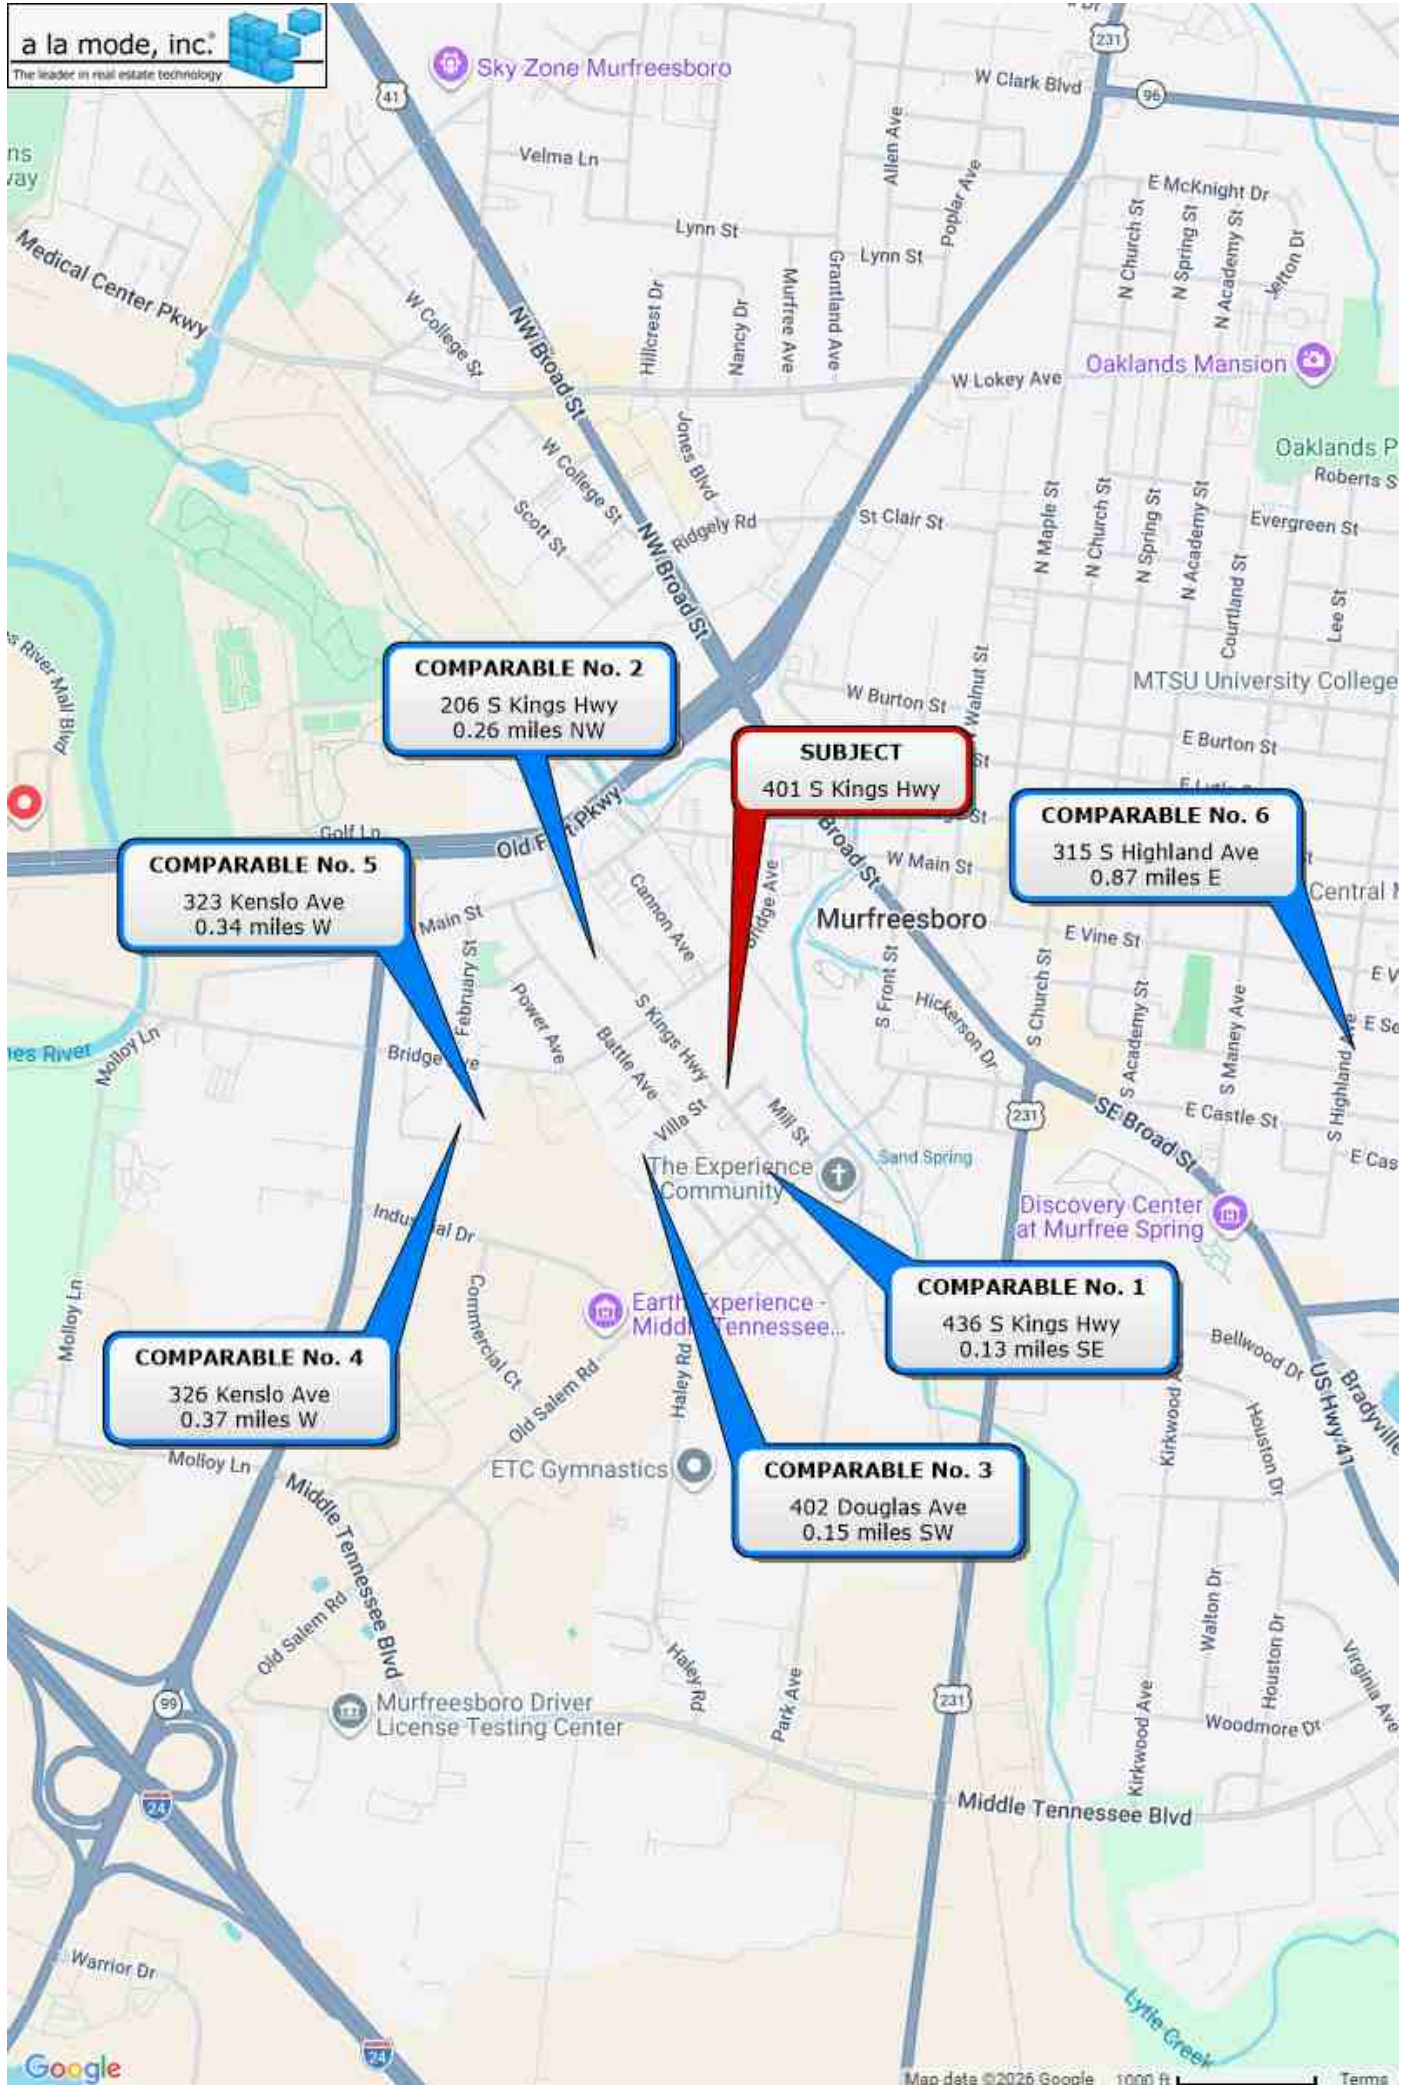 a la mode, inc.
The leader in real estate technology
Sky Zone Murfreesboro
231
W Clark Blvd
96
41
Velma Ln
Allen Ave
Poplar Ave
E McKnight Dr
Lynn St
Lynn St
N Church St
N Spring St
N Academy St
Jetton Dr
Medical Center Pkwy
W College St
NW Broad St
Hillcrest Dr
Nancy Dr
Murfree Ave
Grantland Ave
Oaklands Mansion
W Lokey Ave
Jones Blvd
W College St
Scott St
NW Broad St
Ridgely Rd
St Clair St
Oaklands P
Roberts S
Evergreen St
N Maple St
N Church St
N Spring St
N Academy St
Courtland St
Lee St
River Mall Blvd
MTSU University College
COMPARABLE No. 2
206 S Kings Hwy
0.26 miles NW
W Burton St
Walnut St
E Burton St
SUBJECT
401 S Kings Hwy
COMPARABLE No. 6
315 S Highland Ave
0.87 miles E
Golf Ln
Old F
t Pkwy
Broad St
W Main St
COMPARABLE No. 5
323 Kenslo Ave
0.34 miles W
Main St
Cannon Ave
Murfreesboro
Central
E Vine St
February St
Power Ave
S Kings Hwy
Battle Ave
S Front St
Hickerson Dr
S Church St
S Academy St
S Maney Ave
S Highland Ave
E Se
Molloy Ln
Bridge Ave
Villa St
Mill St
231
SE Broad St
E Castle St
E Cas
The Experience
Community
Sand Spring
Discovery Center
at Murfree Spring
Industrial Dr
Commercial Ct
Molloy Ln
Earth Experience -
Middle Tennessee...
COMPARABLE No. 1
436 S Kings Hwy
0.13 miles SE
COMPARABLE No. 4
326 Kenslo Ave
0.37 miles W
Old Salem Rd
Haley Rd
Bellwood Dr
US Hwy 41
Bradyville
Kirkwood A
Houston Dr
Molloy Ln
ETC Gymnastics
COMPARABLE No. 3
402 Douglas Ave
0.15 miles SW
Middle Tennessee Blvd
Old Salem Rd
Walton Dr
Houston Dr
Virginia Ave
Haley Rd
Park Ave
99
Murfreesboro Driver
License Testing Center
231
Kirkwood Ave
Woodmore Dr
24
Middle Tennessee Blvd
Warrior Dr
Lytle Creek
24
Google
Map data ©2026 Google
1000 ft
Terms